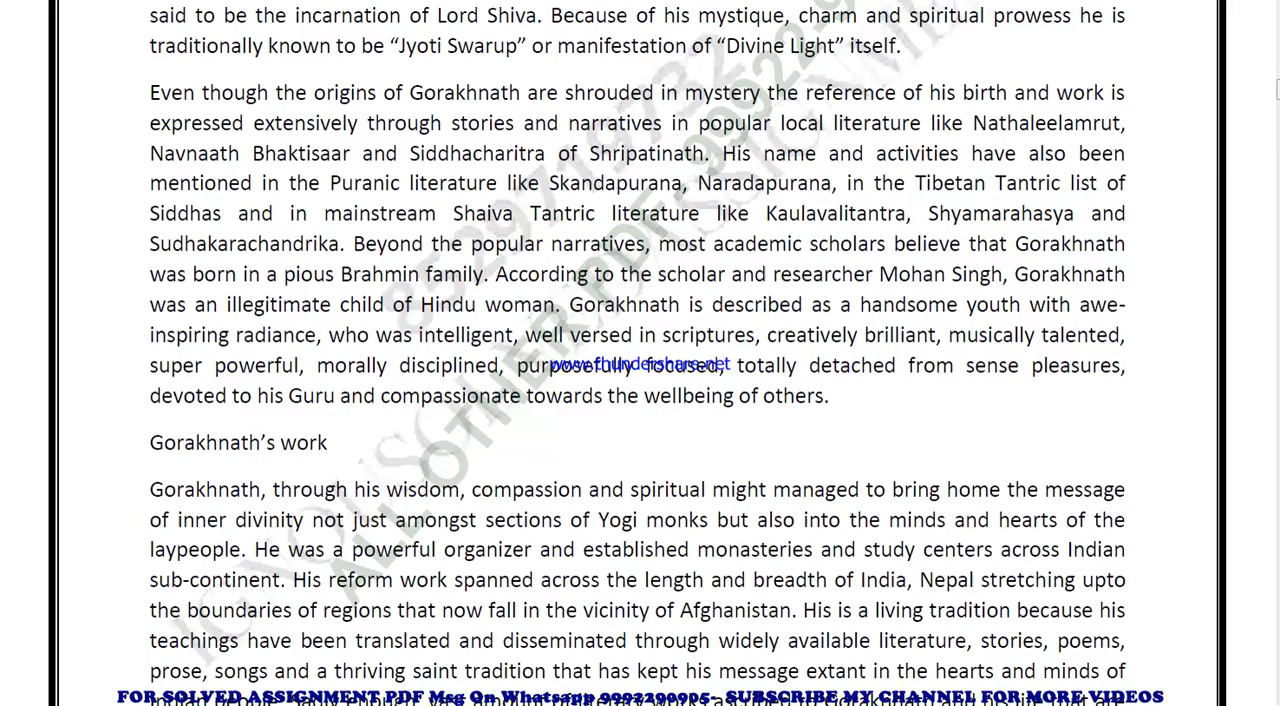 said to be the incarnation of Lord Shiva. Because of his mystique, charm and spiritual prowess he is
traditionally known to be “Jyoti Swarup” or manifestation of “Divine Light” itself.
Even though the origins of Gorakhnath are shrouded in mystery the reference of his birth and work is
expressed extensively through stories and narratives in popular local literature like Nathaleelamrut,
Navnaath Bhaktisaar and Siddhacharitra of Shripatinath. His name and activities have also been
mentioned in the Puranic literature like Skandapurana, Naradapurana, in the Tibetan Tantric list of
Siddhas and in mainstream Shaiva Tantric literature like Kaulavalitantra, Shyamarahasya and
Sudhakarachandrika. Beyond the popular narratives, most academic scholars believe that Gorakhnath
was born in a pious Brahmin family. According to the scholar and researcher Mohan Singh, Gorakhnath
was an illegitimate child of Hindu woman. Gorakhnath is described as a handsome youth with awe-
inspiring radiance, who was intelligent, well versed in scriptures, creatively brilliant, musically talented,
super powerful, morally disciplined, purposefully focused, totally detached from sense pleasures,
www.thundershare.net
devoted to his Guru and compassionate towards the wellbeing of others.
Gorakhnath’s work
Gorakhnath, through his wisdom, compassion and spiritual might managed to bring home the message
of inner divinity not just amongst sections of Yogi monks but also into the minds and hearts of the
laypeople. He was a powerful organizer and established monasteries and study centers across Indian
sub-continent. His reform work spanned across the length and breadth of India, Nepal stretching upto
the boundaries of regions that now fall in the vicinity of Afghanistan. His is a living tradition because his
teachings have been translated and disseminated through widely available literature, stories, poems,
prose, songs and a thriving saint tradition that has kept his message extant in the hearts and minds of
FOR SOLVED ASSIGNMENT PDF Msg On Whatsapp 9992290905- SUBSCRIBE MY CHANNEL FOR MORE VIDEOS
8529719732
ALL OTHER PDF-99922-9